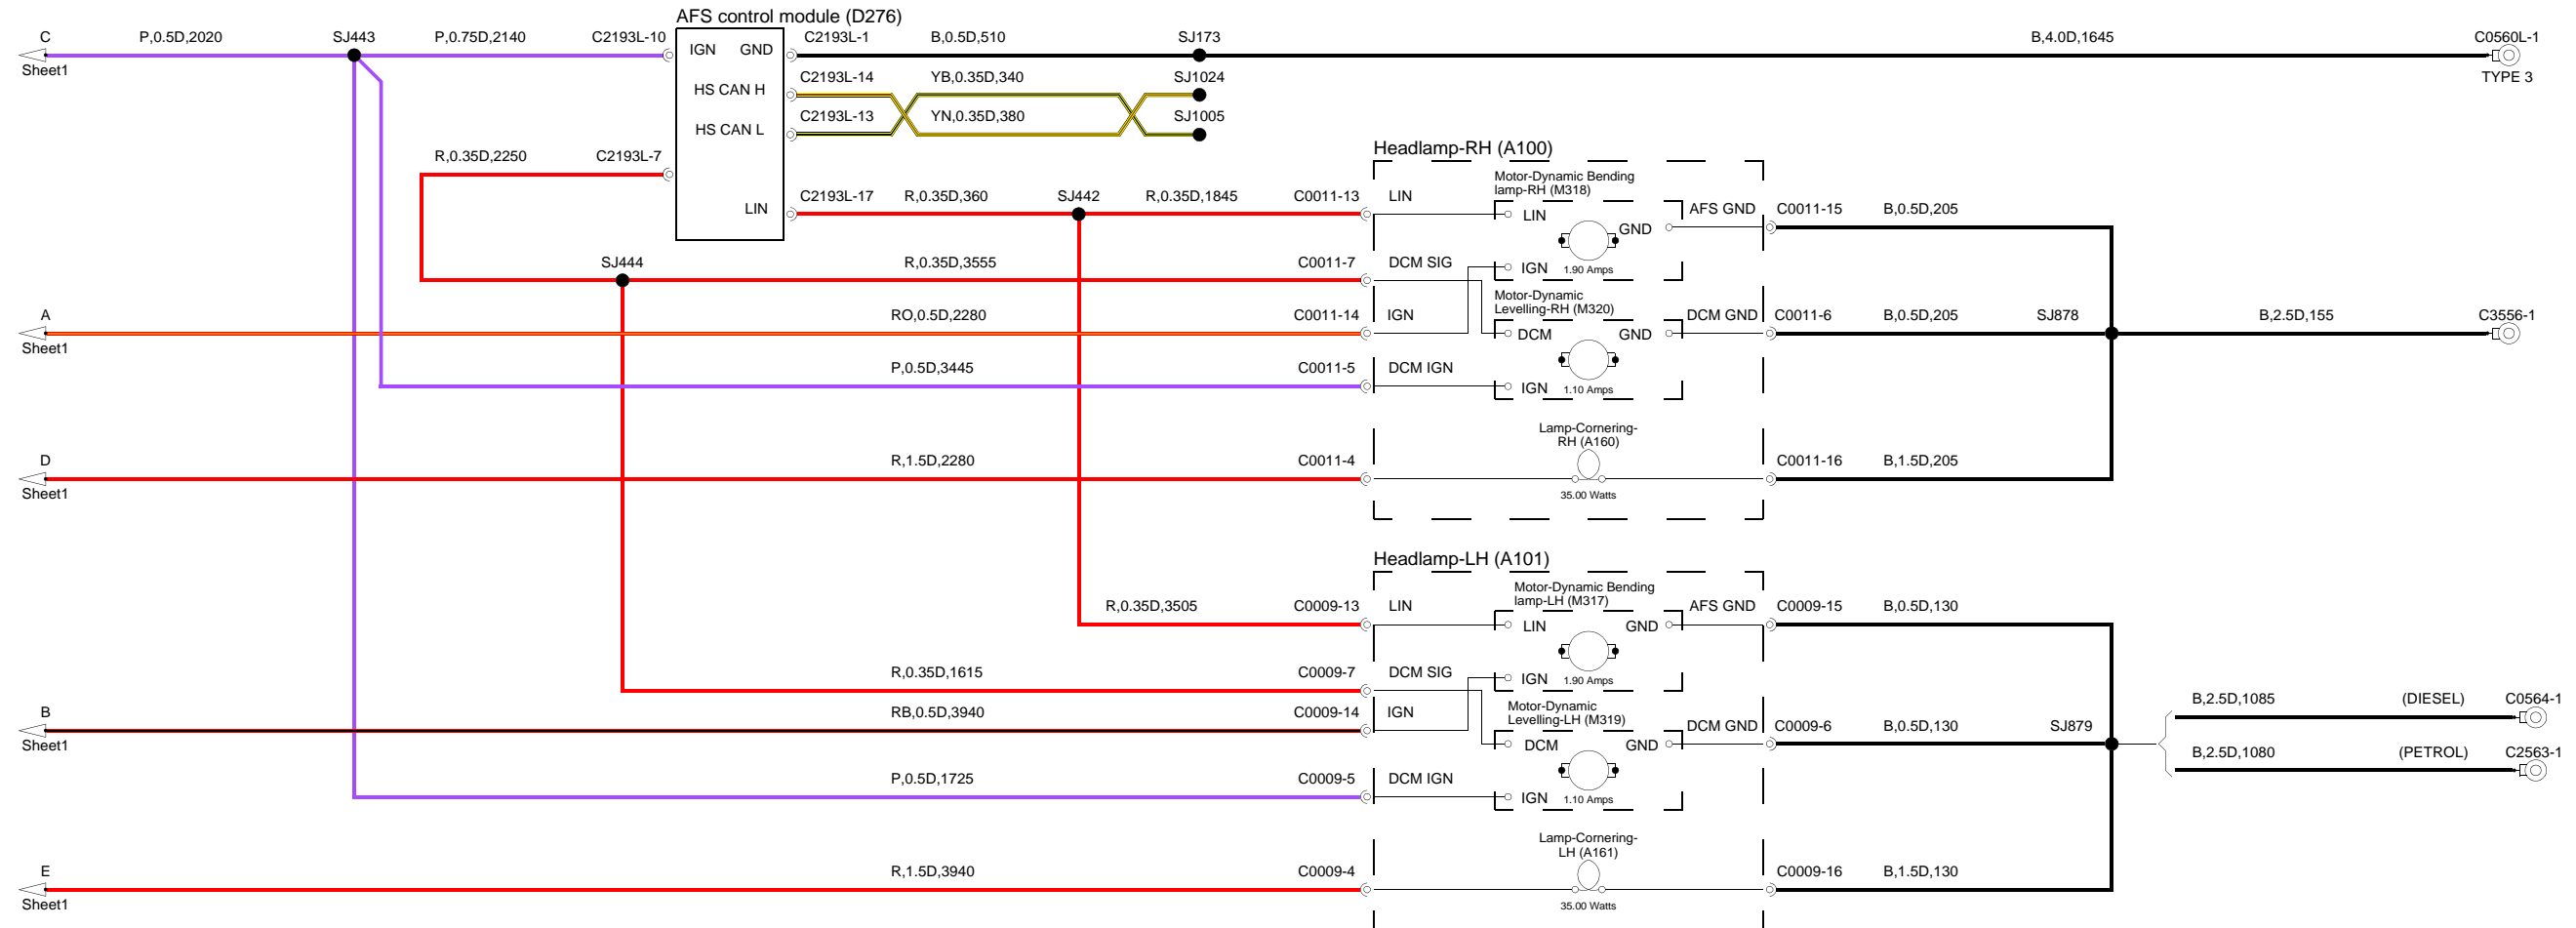 AFS control module (D276)
C P,0.5D,2020 SJ443 P,0.75D,2140 C2193L-10 IGN GND C2193L-1 B,0.5D,510 SJ173 B,4.0D,1645 C0560L-1
Sheet1
TYPE 3
HS CAN H C2193L-14 YB,0.35D,340 SJ1024
HS CAN L C2193L-13 YN,0.35D,380 SJ1005
R,0.35D,2250 C2193L-7
LIN C2193L-17 R,0.35D,360 SJ442 R,0.35D,1845 C0011-13 LIN
Headlamp-RH (A100)
Motor-Dynamic Bending
lamp-RH (M318)
LIN
GND
AFS GND C0011-15 B,0.5D,205
IGN 1.90 Amps
SJ444 R,0.35D,3555 C0011-7 DCM SIG
Motor-Dynamic
Levelling-RH (M320)
A RO,0.5D,2280 C0011-14 IGN
Sheet1
DCM GND DCM GND C0011-6 B,0.5D,205 SJ878 B,2.5D,155 C3556-1
P,0.5D,3445 C0011-5 DCM IGN
IGN 1.10 Amps
Lamp-Cornering-
RH (A160)
D R,1.5D,2280 C0011-4 C0011-16 B,1.5D,205
Sheet1
35.00 Watts
Headlamp-LH (A101)
Motor-Dynamic Bending
lamp-LH (M317)
R,0.35D,3505 C0009-13 LIN
LIN GND AFS GND C0009-15 B,0.5D,130
IGN 1.90 Amps
R,0.35D,1615 C0009-7 DCM SIG
Motor-Dynamic
Levelling-LH (M319)
B RB,0.5D,3940 C0009-14 IGN
Sheet1
DCM GND DCM GND C0009-6 B,0.5D,130 SJ879
B,2.5D,1085 (DIESEL) C0564-1
B,2.5D,1080 (PETROL) C2563-1
P,0.5D,1725 C0009-5 DCM IGN
IGN 1.10 Amps
Lamp-Cornering-
LH (A161)
E R,1.5D,3940 C0009-4 C0009-16 B,1.5D,130
Sheet1
35.00 Watts